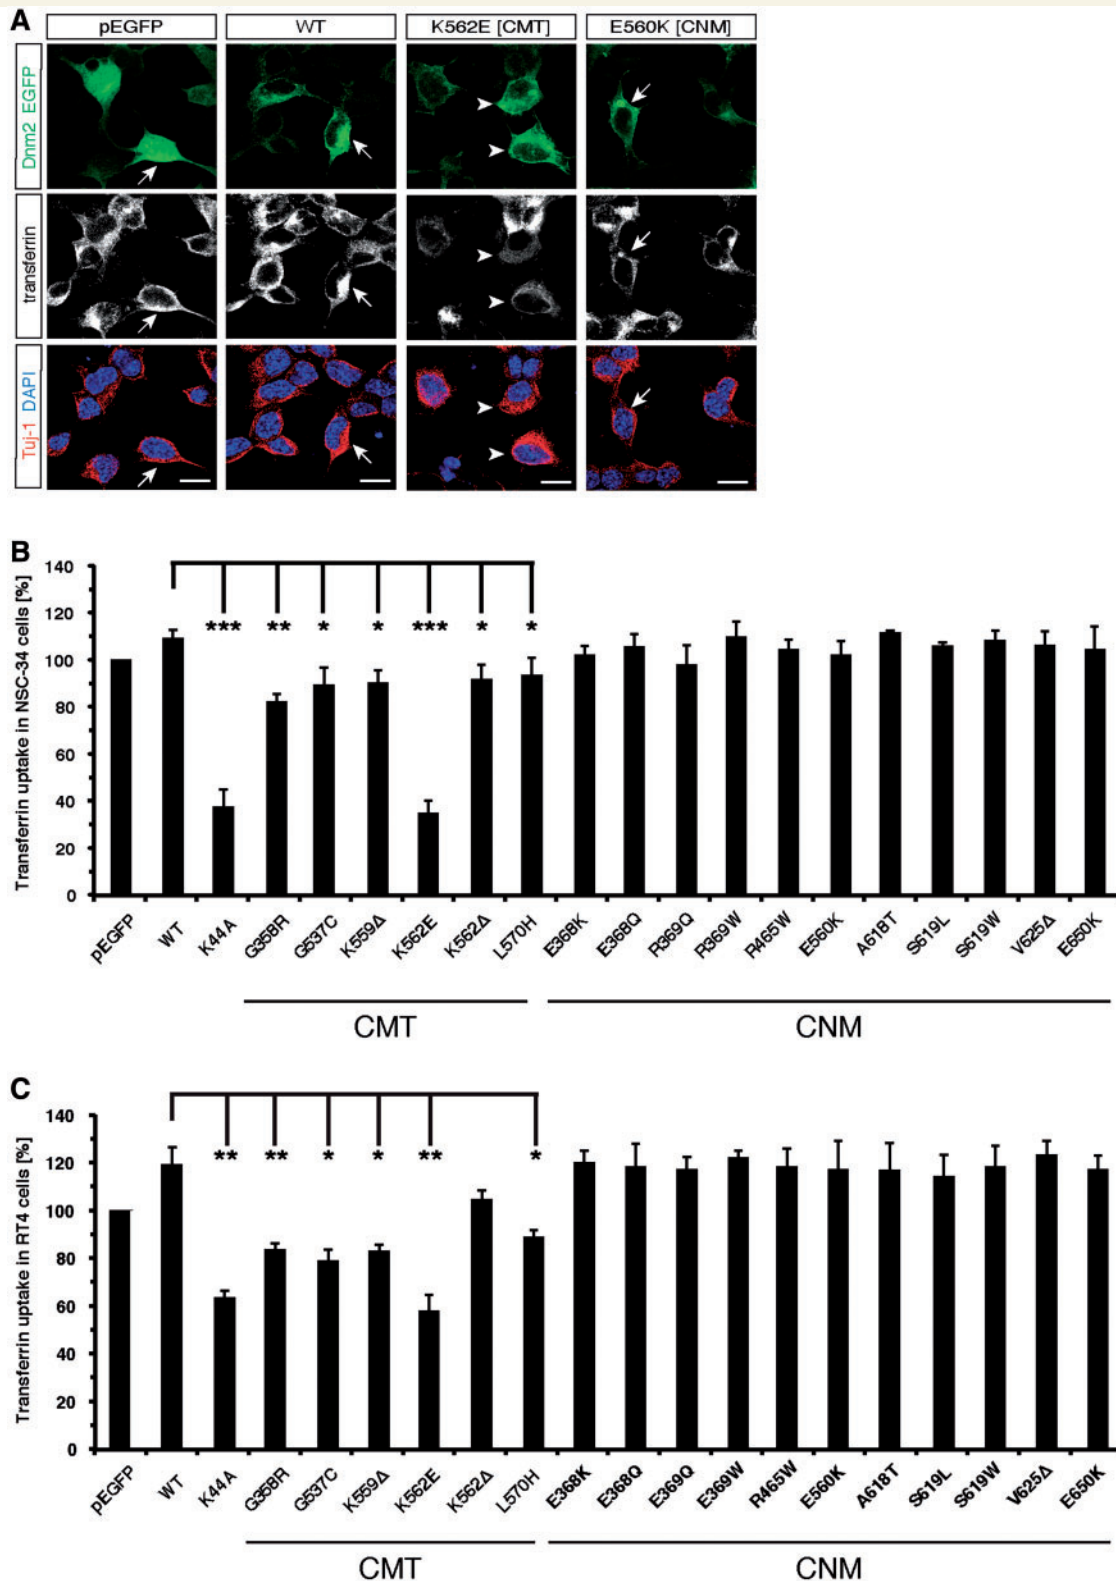 A
pEGFP
WT
K562E [CMT]
E560K [CNM]
Dnm2 EGFP
transferrin
Tuj-1 DAPI
B
Transferrin uptake in NSC-34 cells [%]
140
120
100
80
60
40
20
0
*** ** * * *** * *
pEGFP WT K44A G358R G537C K559Δ K562E K562Δ L570H E368K E368Q R369Q R369W R465W E560K A618T S619L S619W V625Δ E650K
CMT CNM
C
Transferrin uptake in RT4 cells [%]
140
120
100
80
60
40
20
0
** ** * * ** *
pEGFP WT K44A G358R G537C K559Δ K562E K562Δ L570H E368K E368Q E369Q E369W R465W E560K A618T S619L S619W V625Δ E650K
CMT CNM